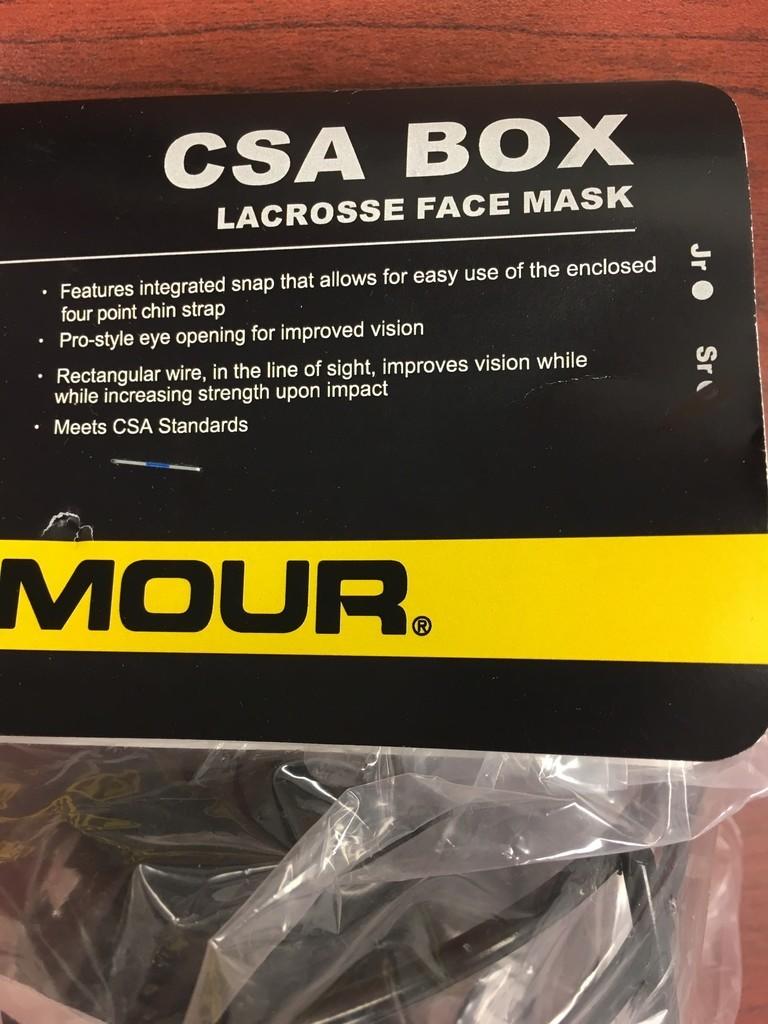 CSA BOX
LACROSSE FACE MASK
· Features integrated snap that allows for easy use of the enclosed
four point chin strap
· Pro-style eye opening for improved vision
· Rectangular wire, in the line of sight, improves vision while
while increasing strength upon impact
· Meets CSA Standards
Jr
Sr
MOUR®